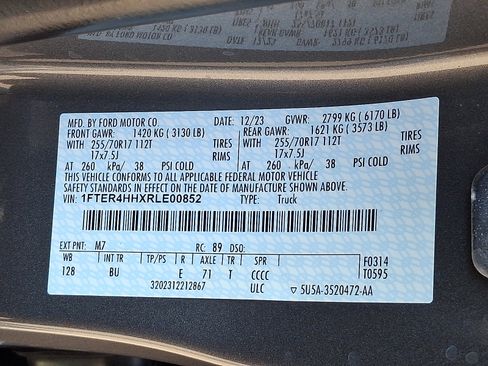 MFD. BY FORD MOTOR CO. 12/23 GVWR: 2799 KG ( 6170 LB)
FRONT GAWR: 1420 KG ( 3130 LB) REAR GAWR: 1621 KG ( 3573 LB)
WITH 255/70R17 112T TIRES WITH 255/70R17 112T TIRES
17x7.5J RIMS 17x7.5J RIMS
AT 260 kPa/ 38 PSI COLD AT 260 kPa/ 38 PSI COLD
THIS VEHICLE CONFORMS TO ALL APPLICABLE FEDERAL MOTOR VEHICLE
SAFETY STANDARDS IN EFFECT ON THE DATE OF MANUFACTURE SHOWN ABOVE.
VIN: 1FTER4HHXRLE00852 TYPE: Truck
EXT PNT: M7 RC: 89 DSO:
WB INT TR TP/PS R AXLE TR SPR F0314
128 BU E 71 T CCCC T0595
3202312212867 ULC ▽ 5U5A-3520472-AA